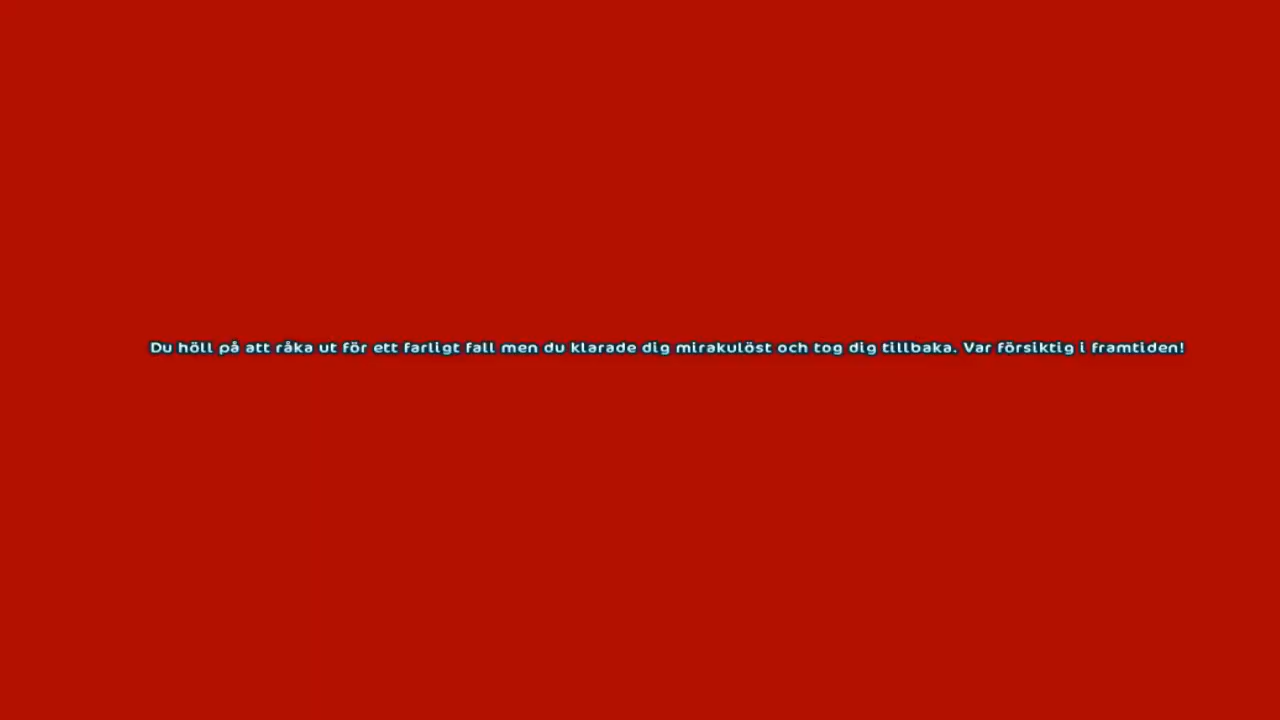 Du höll på att råka ut för ett farligt fall men du klarade dig mirakulöst och tog dig tillbaka. Var försiktig i framtiden!